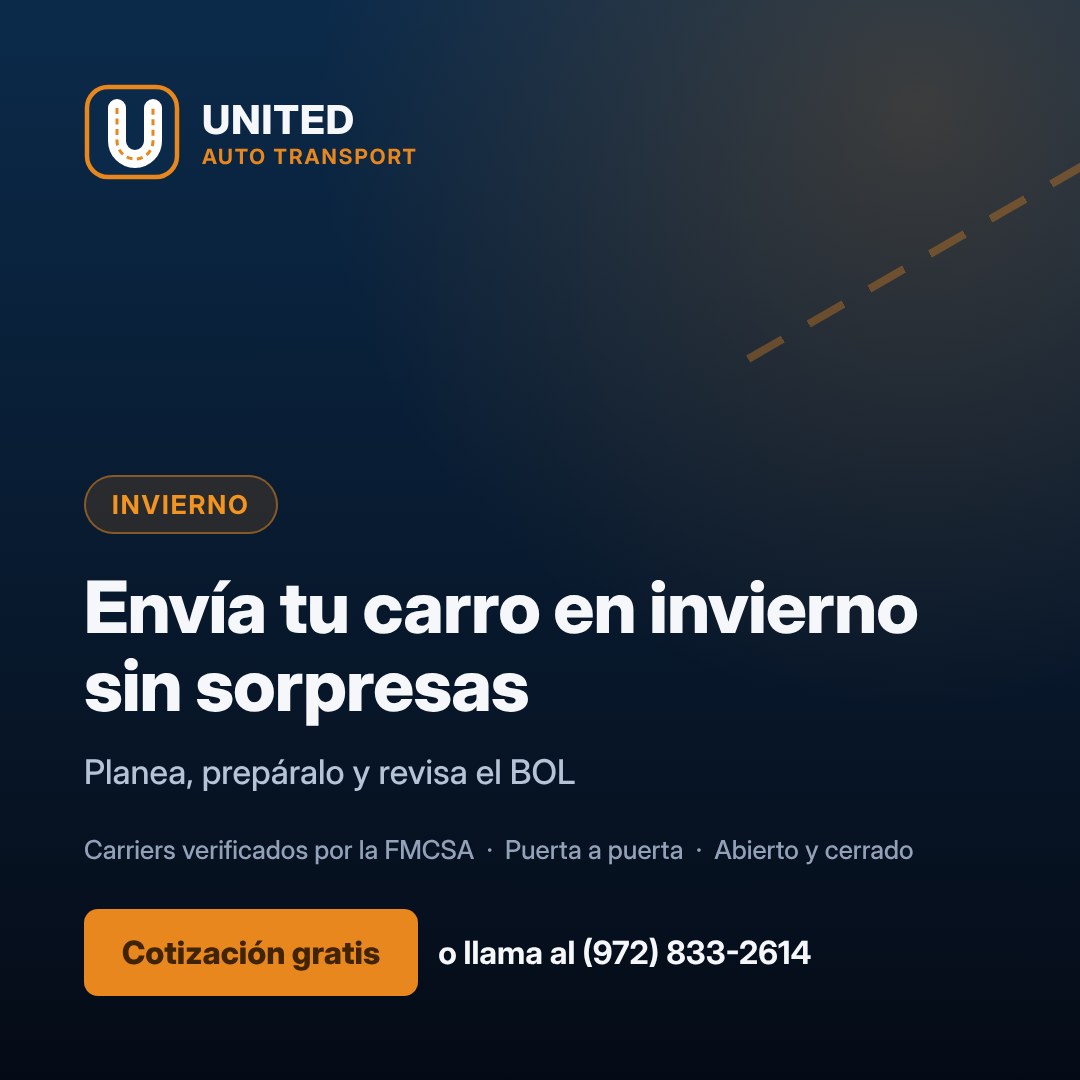 UNITED
AUTO TRANSPORT
INVIERNO
Envía tu carro en invierno
sin sorpresas
Planea, prepáralo y revisa el BOL
Carriers verificados por la FMCSA · Puerta a puerta · Abierto y cerrado
Cotización gratis o llama al (972) 833-2614